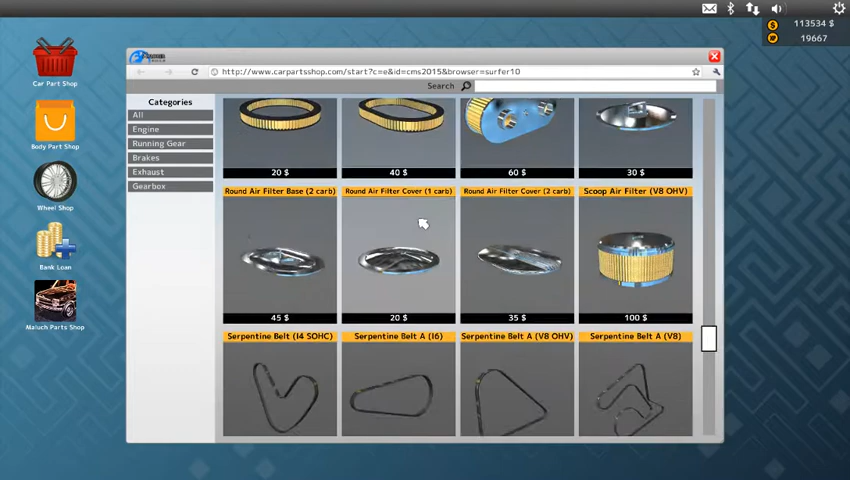 113534 $
19667
Car Part Shop
Body Part Shop
Wheel Shop
Bank Loan
Maluch Parts Shop
http://www.carpartsshop.com/start?c=e&id=cms2015&browser=surfer10
Search
Categories
All
Engine
Running Gear
Brakes
Exhaust
Gearbox
20 $
40 $
60 $
30 $
Round Air Filter Base (2 carb)
Round Air Filter Cover (1 carb)
Round Air Filter Cover (2 carb)
Scoop Air Filter (V8 OHV)
45 $
20 $
35 $
100 $
Serpentine Belt (I4 SOHC)
Serpentine Belt A (I6)
Serpentine Belt A (V8 OHV)
Serpentine Belt A (V8)